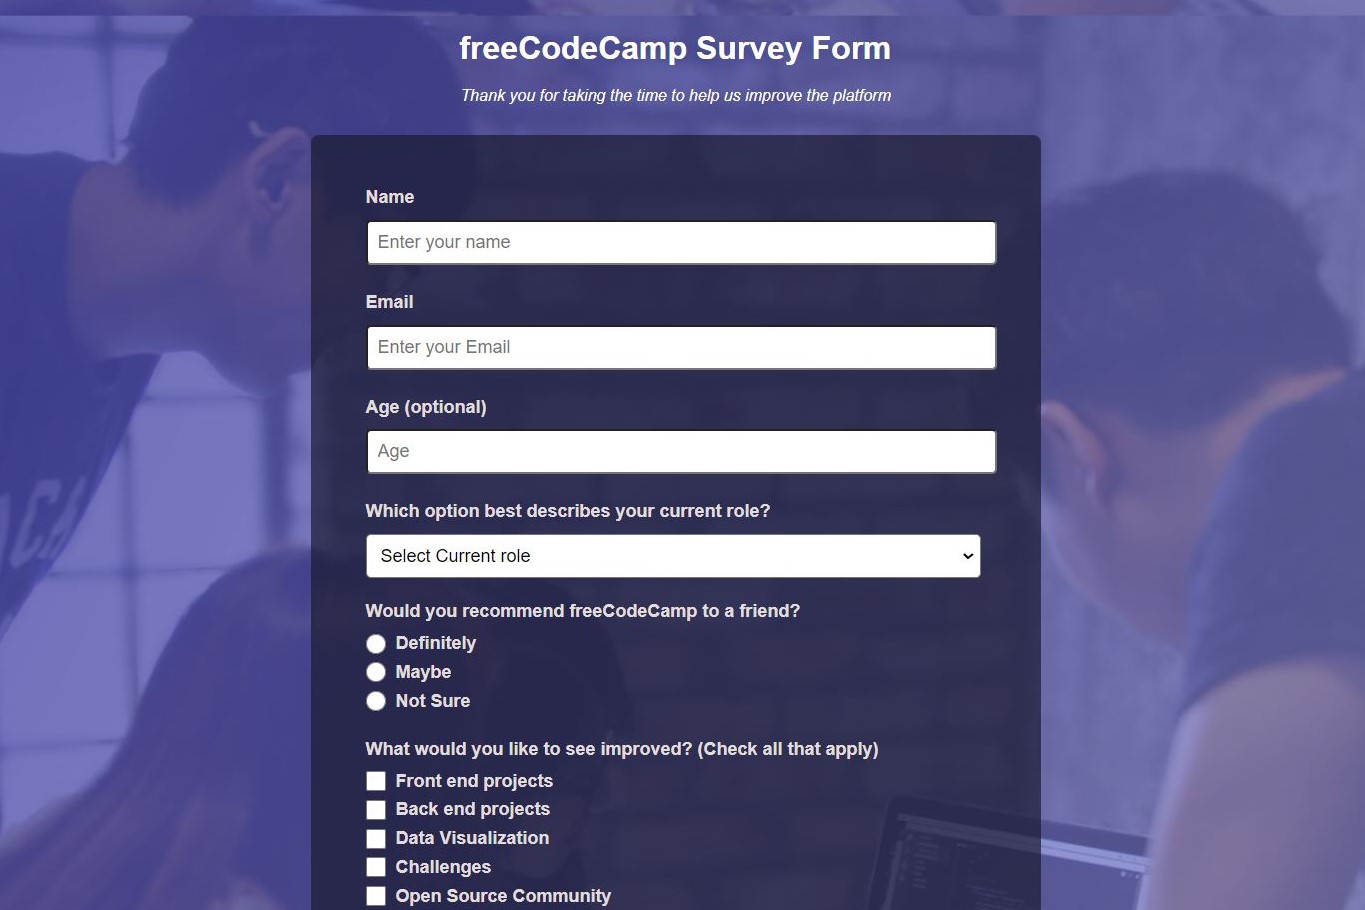 freeCodeCamp Survey Form
Thank you for taking the time to help us improve the platform
Name
Enter your name
Email
Enter your Email
Age (optional)
Age
Which option best describes your current role?
Select Current role
Would you recommend freeCodeCamp to a friend?
Definitely
Maybe
Not Sure
What would you like to see improved? (Check all that apply)
Front end projects
Back end projects
Data Visualization
Challenges
Open Source Community